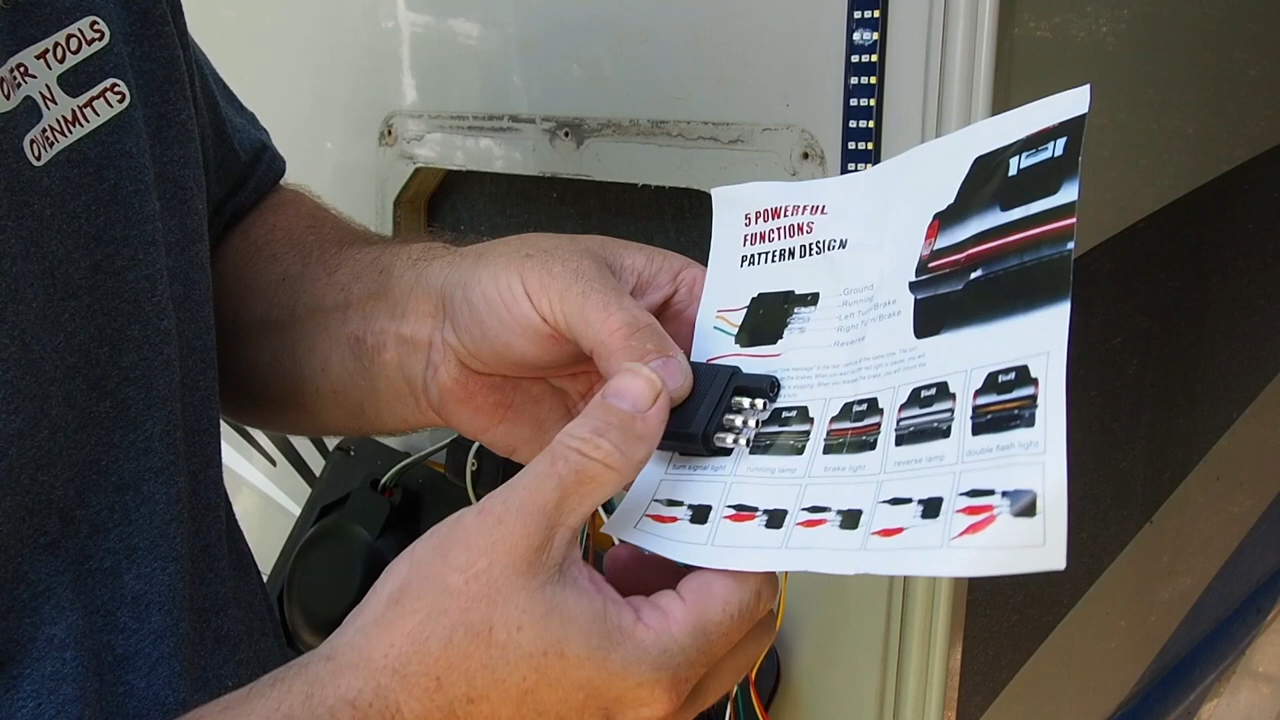 OWER TOOLS
N
OVENMITTS
5 POWERFUL
FUNCTIONS
PATTERN DESIGN
Ground
Running
Left Turn/Brake
Right Turn/Brake
Reverse
turn signal light
running lamp
brake light
reverse lamp
double flash light